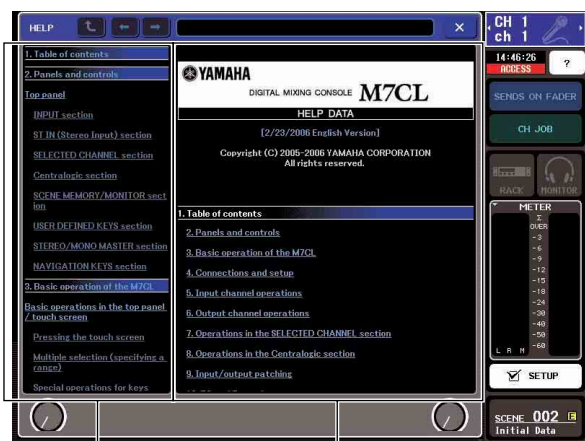 HELP
CH 1
ch 1
14:46:26
ACCESS
?
SENDS ON FADER
CH JOB
RACK
MONITOR
METER
Σ
OVER
-3
-6
-9
-12
-15
-18
-24
-30
-40
-50
-60
L R M
SETUP
SCENE 002 E
Initial Data
1. Table of contents
2. Panels and controls
Top panel
INPUT section
ST IN (Stereo Input) section
SELECTED CHANNEL section
Centralogic section
SCENE MEMORY/MONITOR sect
ion
USER DEFINED KEYS section
STEREO/MONO MASTER section
NAVIGATION KEYS section
3. Basic operation of the M7CL
Basic operations in the top panel
/ touch screen
Pressing the touch screen
Multiple selection (specifying a
range)
Special operations for keys
YAMAHA
DIGITAL MIXING CONSOLE M7CL
HELP DATA
[2/23/2006 English Version]
Copyright (C) 2005-2006 YAMAHA CORPORATION
All rights reserved.
1. Table of contents
2. Panels and controls
3. Basic operation of the M7CL
4. Connections and setup
5. Input channel operations
6. Output channel operations
7. Operations in the SELECTED CHANNEL section
8. Operations in the Centralogic section
9. Input/output patching